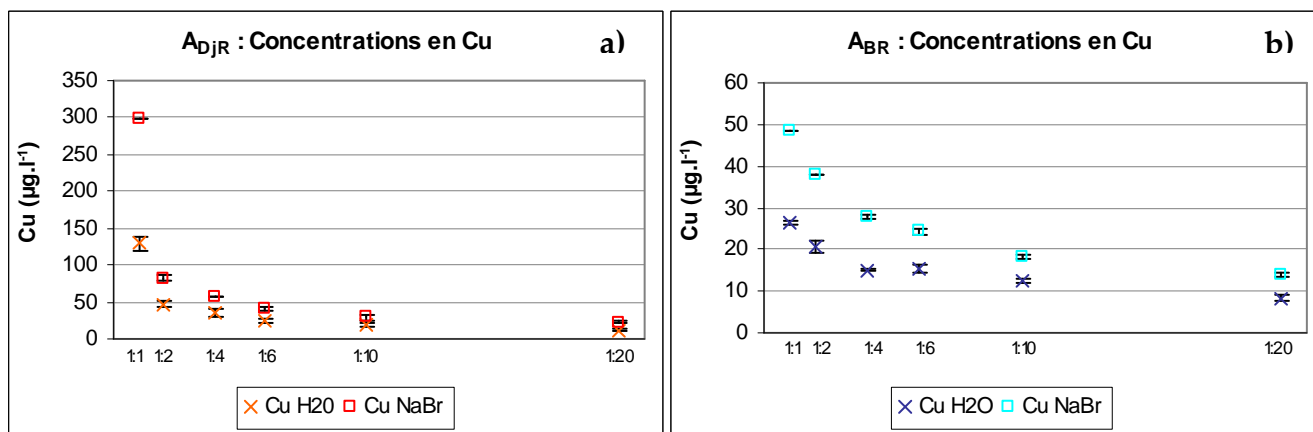 A_DjR : Concentrations en Cu
a)
350
300
250
200
150
100
50
0
Cu (µg.l⁻¹)
1:1 1:2 1:4 1:6 1:10 1:20
Cu H20 Cu NaBr
A_BR : Concentrations en Cu
b)
60
50
40
30
20
10
0
Cu (µg.l⁻¹)
1:1 1:2 1:4 1:6 1:10 1:20
Cu H2O Cu NaBr